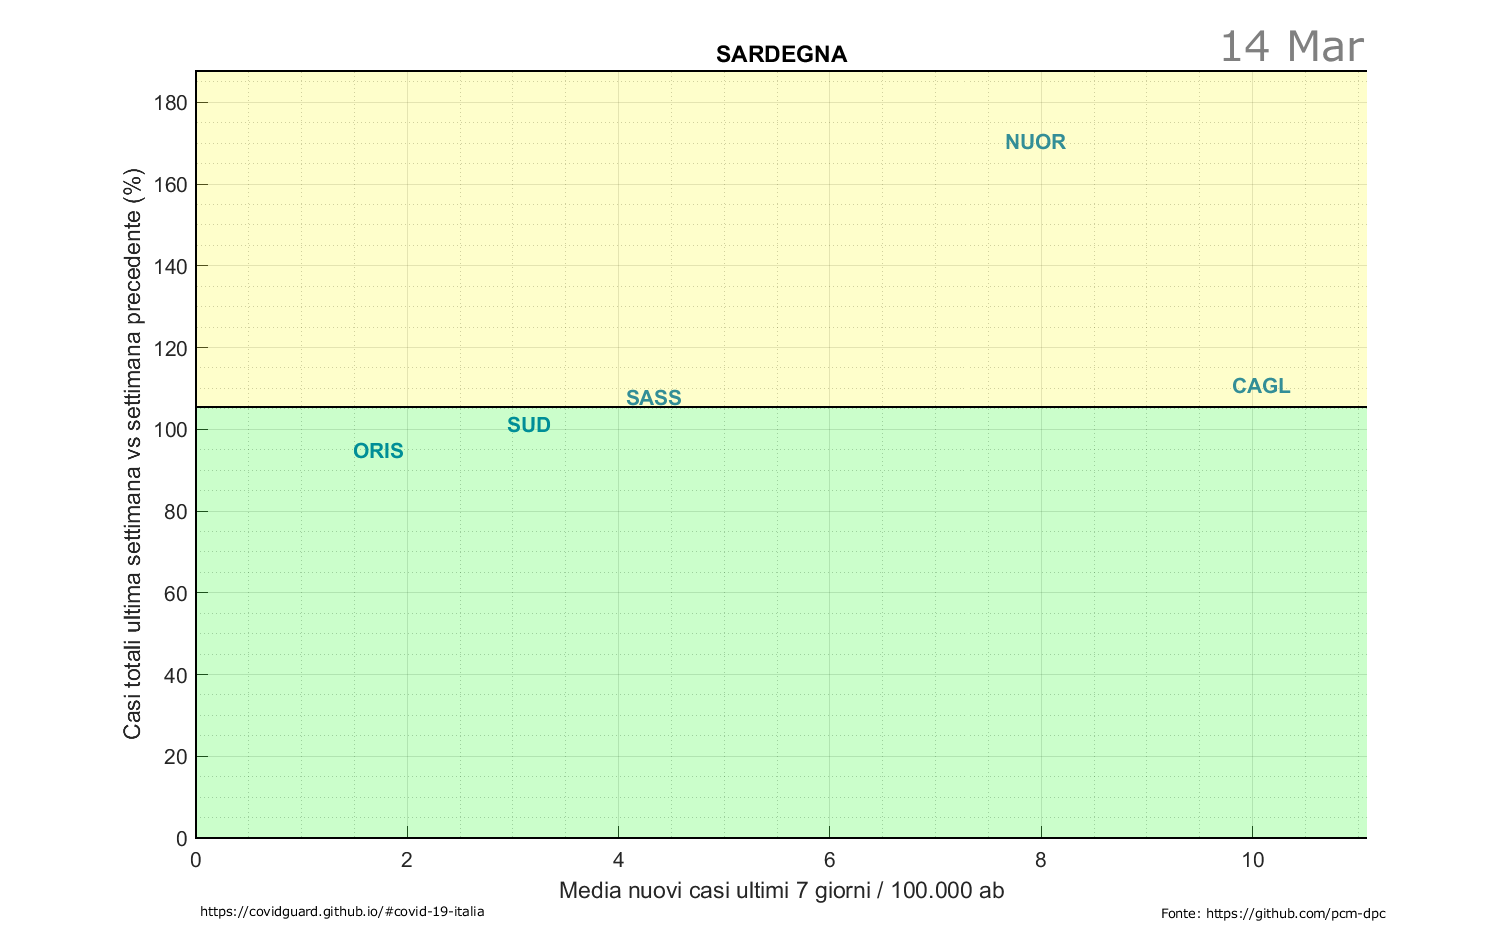 SARDEGNA
14 Mar
Casi totali ultima settimana vs settimana precedente (%)
180
160
140
120
100
80
60
40
20
0
NUOR
CAGL
SASS
SUD
ORIS
0 2 4 6 8 10
Media nuovi casi ultimi 7 giorni / 100.000 ab
https://covidguard.github.io/#covid-19-italia
Fonte: https://github.com/pcm-dpc